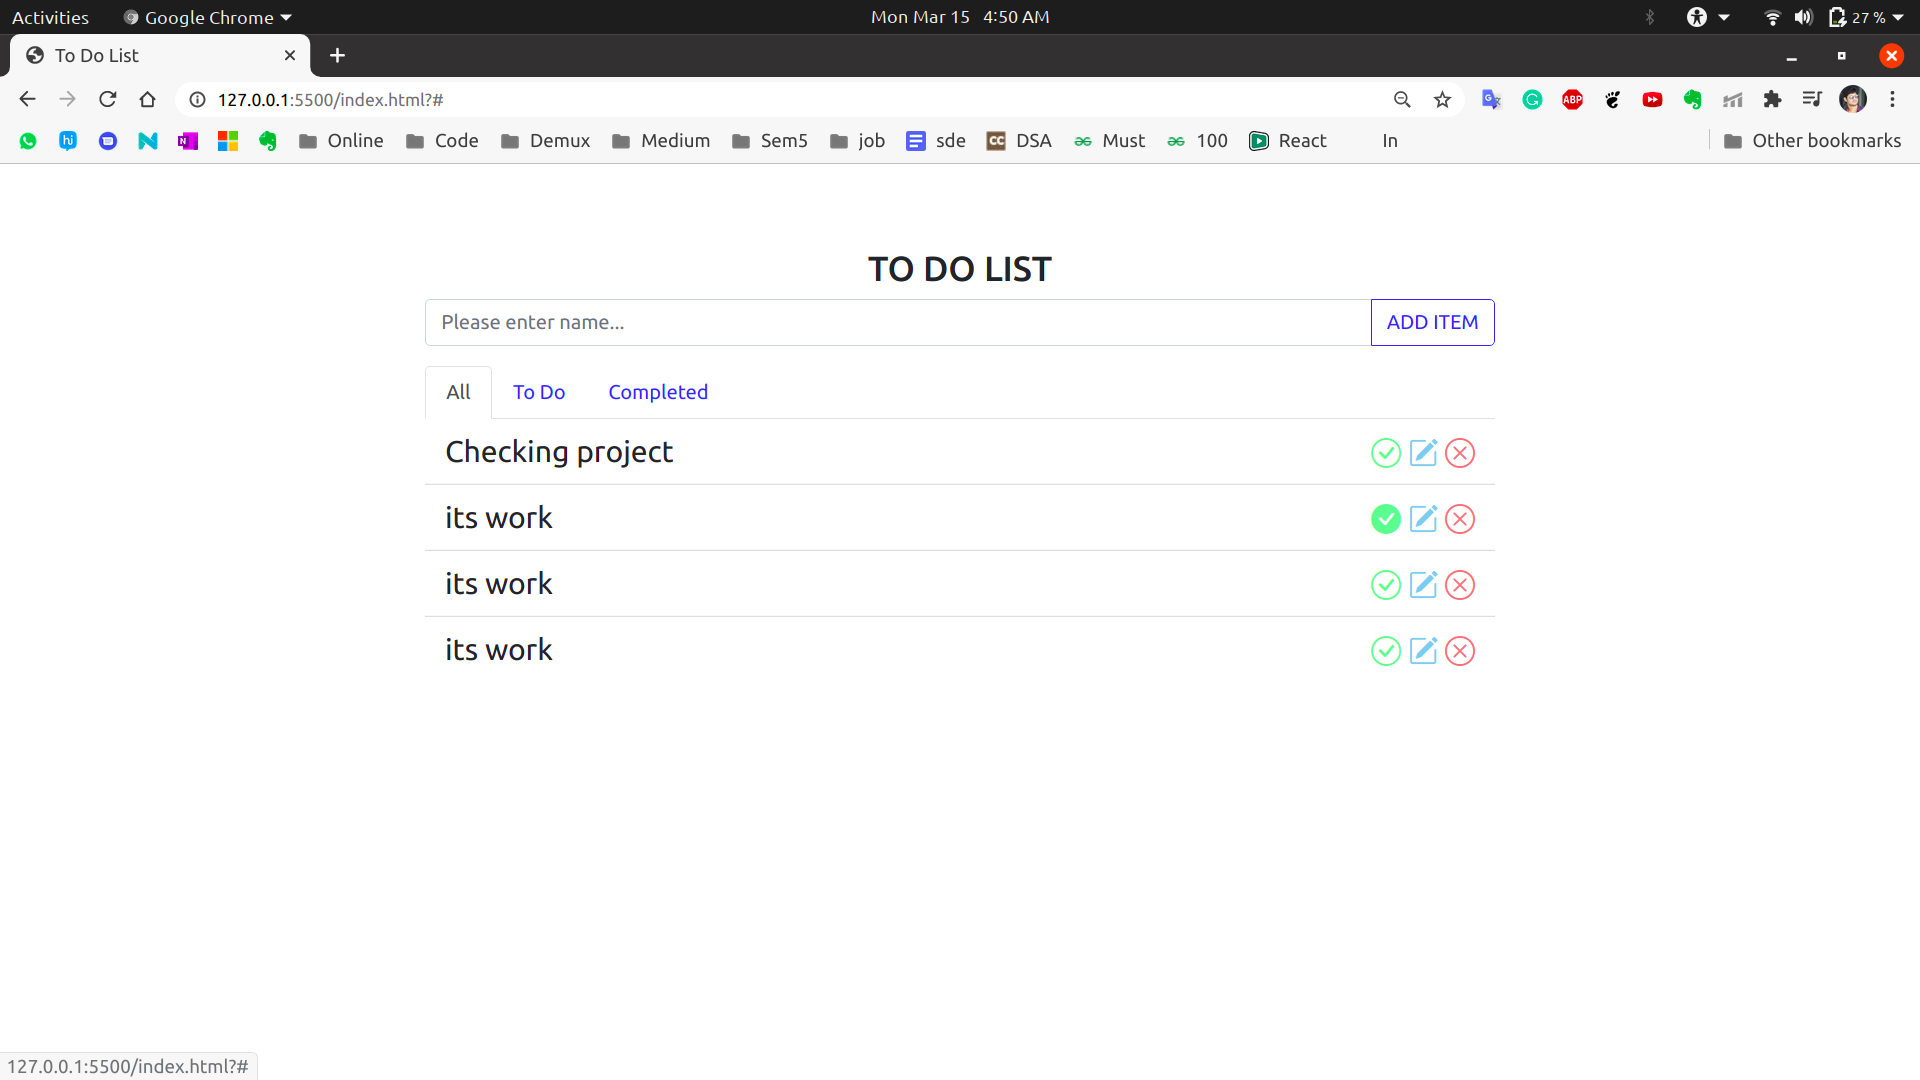 Activities Google Chrome Mon Mar 15 4:50 AM 27 %
To Do List
127.0.0.1:5500/index.html?# ABP
hi N Online Code Demux Medium Sem5 job sde CC DSA Must 100 React In Other bookmarks
TO DO LIST
Please enter name... ADD ITEM
All To Do Completed
Checking project
its work
its work
its work
127.0.0.1:5500/index.html?#